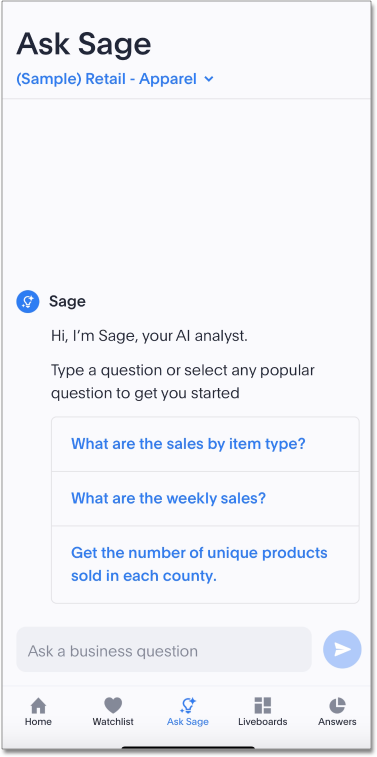 Ask Sage
(Sample) Retail - Apparel
Sage
Hi, I'm Sage, your AI analyst.
Type a question or select any popular
question to get you started
What are the sales by item type?
What are the weekly sales?
Get the number of unique products
sold in each county.
Ask a business question
Home
Watchlist
Ask Sage
Liveboards
Answers